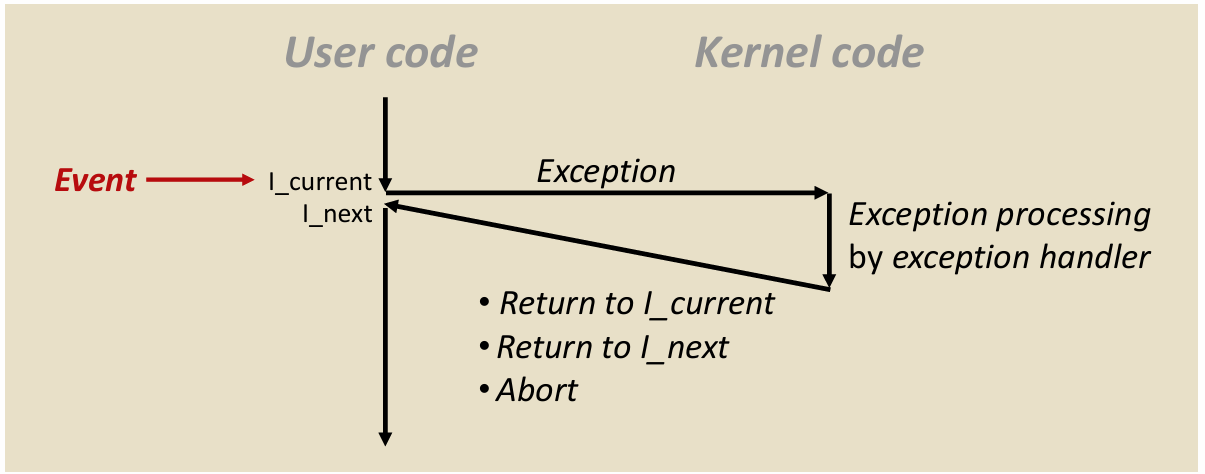 User code
Kernel code
Event
I_current
I_next
Exception
Exception processing
by exception handler
• Return to I_current
• Return to I_next
• Abort